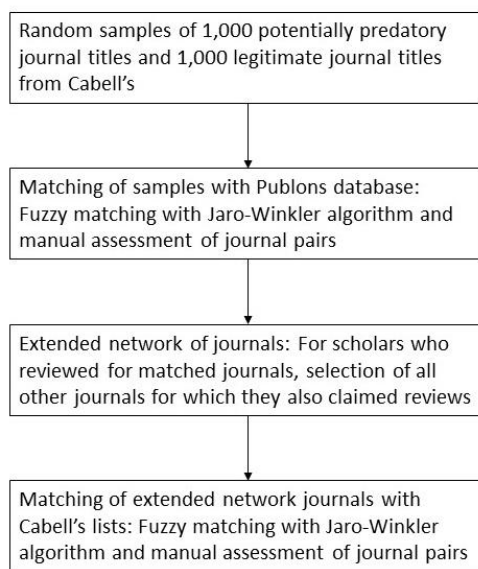 Random samples of 1,000 potentially predatory
journal titles and 1,000 legitimate journal titles
from Cabell's
Matching of samples with Publons database:
Fuzzy matching with Jaro-Winkler algorithm and
manual assessment of journal pairs
Extended network of journals: For scholars who
reviewed for matched journals, selection of all
other journals for which they also claimed reviews
Matching of extended network journals with
Cabell's lists: Fuzzy matching with Jaro-Winkler
algorithm and manual assessment of journal pairs